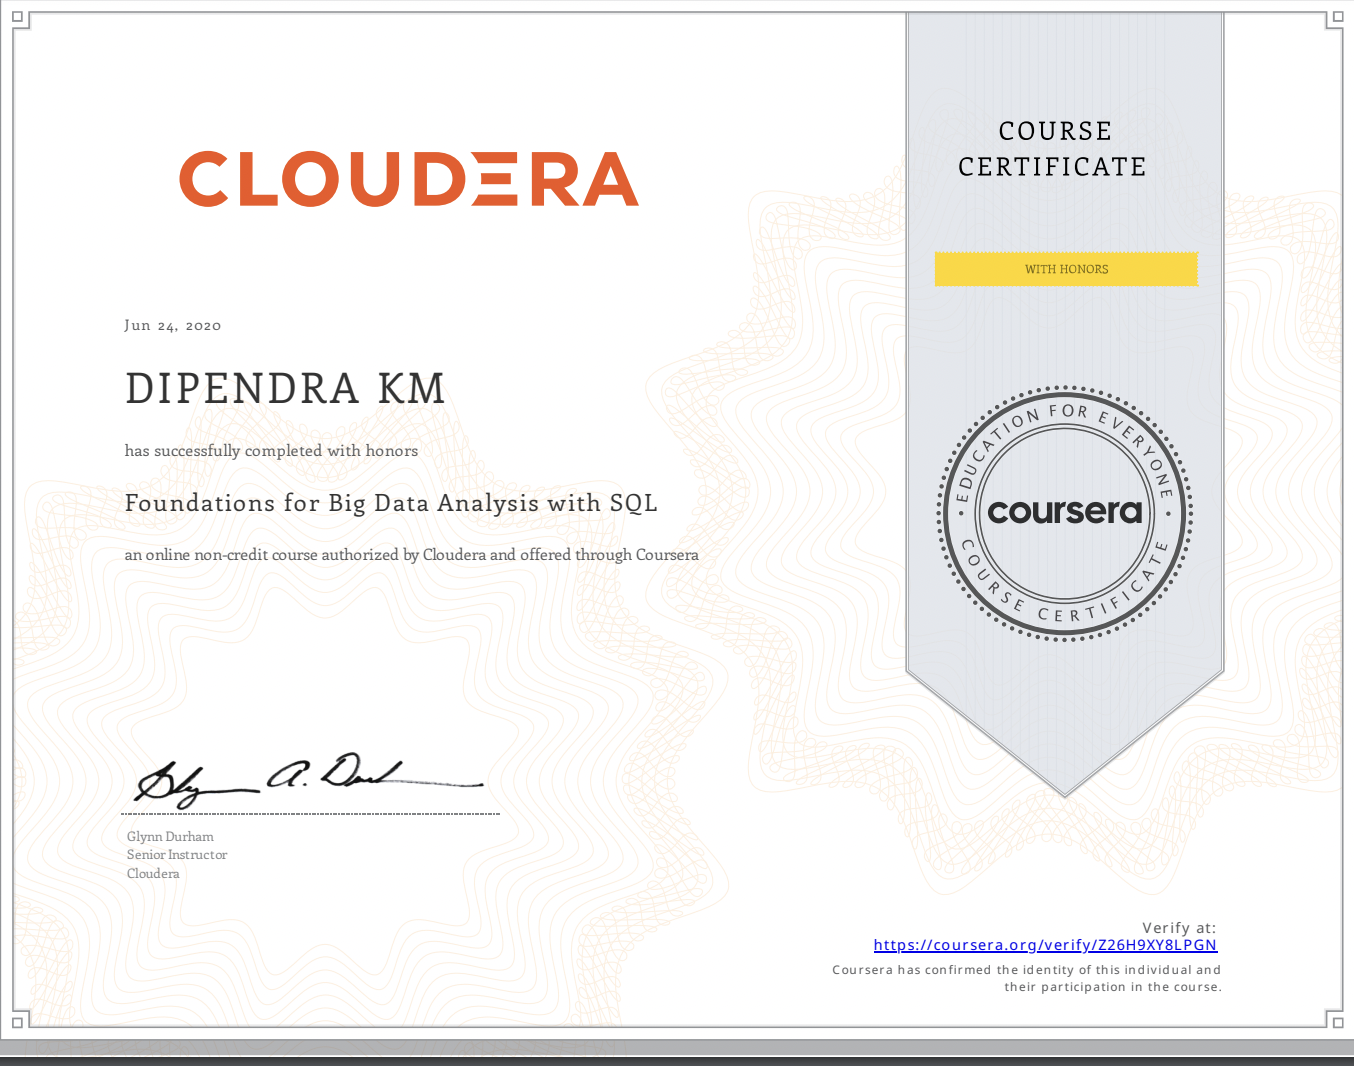 CLOUDERA
COURSE
CERTIFICATE
WITH HONORS
Jun 24, 2020
DIPENDRA KM
has successfully completed with honors
Foundations for Big Data Analysis with SQL
an online non-credit course authorized by Cloudera and offered through Coursera
EDUCATION FOR EVERYONE
coursera
COURSE CERTIFICATE
Glynn A. Durham
Glynn Durham
Senior Instructor
Cloudera
Verify at:
https://coursera.org/verify/Z26H9XY8LPGN
Coursera has confirmed the identity of this individual and
their participation in the course.